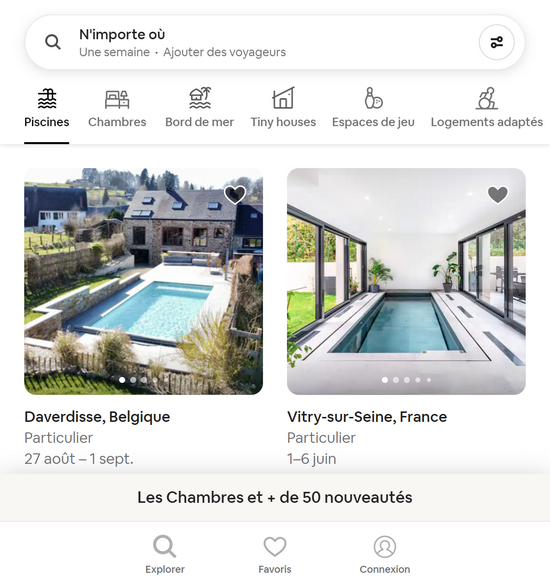 N'importe où
Une semaine · Ajouter des voyageurs
Piscines
Chambres
Bord de mer
Tiny houses
Espaces de jeu
Logements adaptés
Daverdisse, Belgique
Particulier
27 août – 1 sept.
Vitry-sur-Seine, France
Particulier
1–6 juin
Les Chambres et + de 50 nouveautés
Explorer
Favoris
Connexion